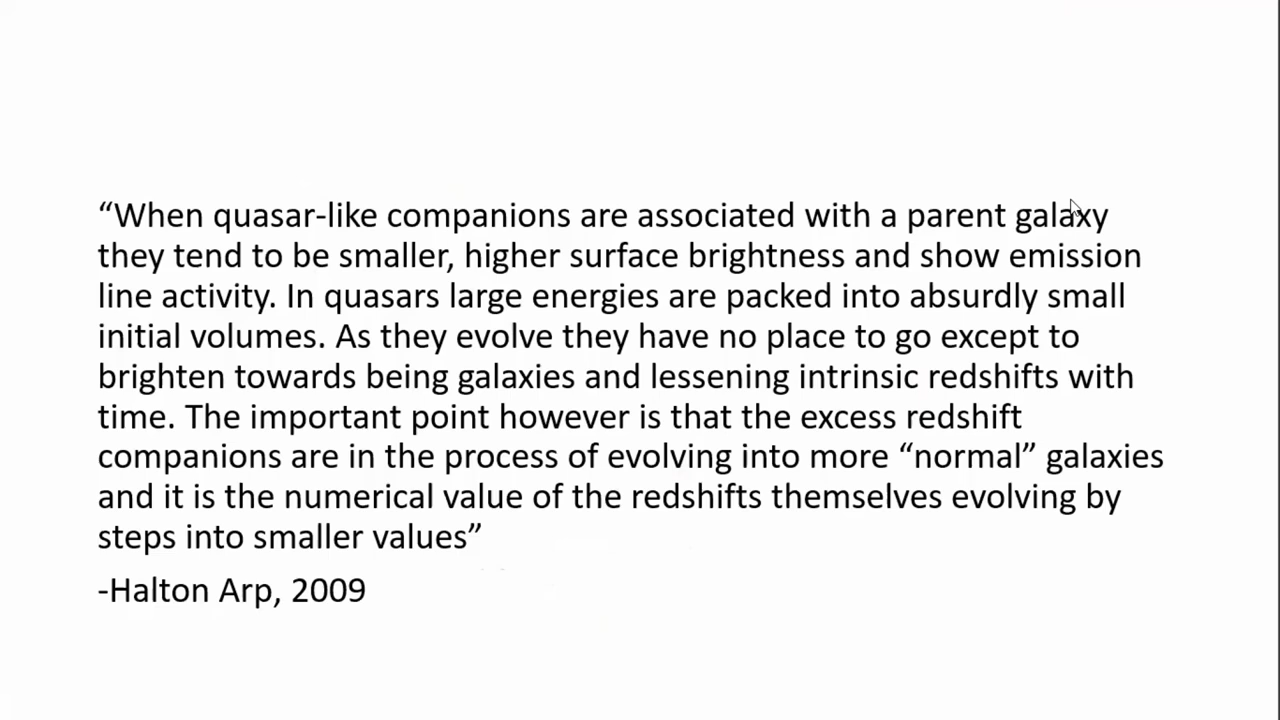 “When quasar-like companions are associated with a parent galaxy
they tend to be smaller, higher surface brightness and show emission
line activity. In quasars large energies are packed into absurdly small
initial volumes. As they evolve they have no place to go except to
brighten towards being galaxies and lessening intrinsic redshifts with
time. The important point however is that the excess redshift
companions are in the process of evolving into more “normal” galaxies
and it is the numerical value of the redshifts themselves evolving by
steps into smaller values”
-Halton Arp, 2009